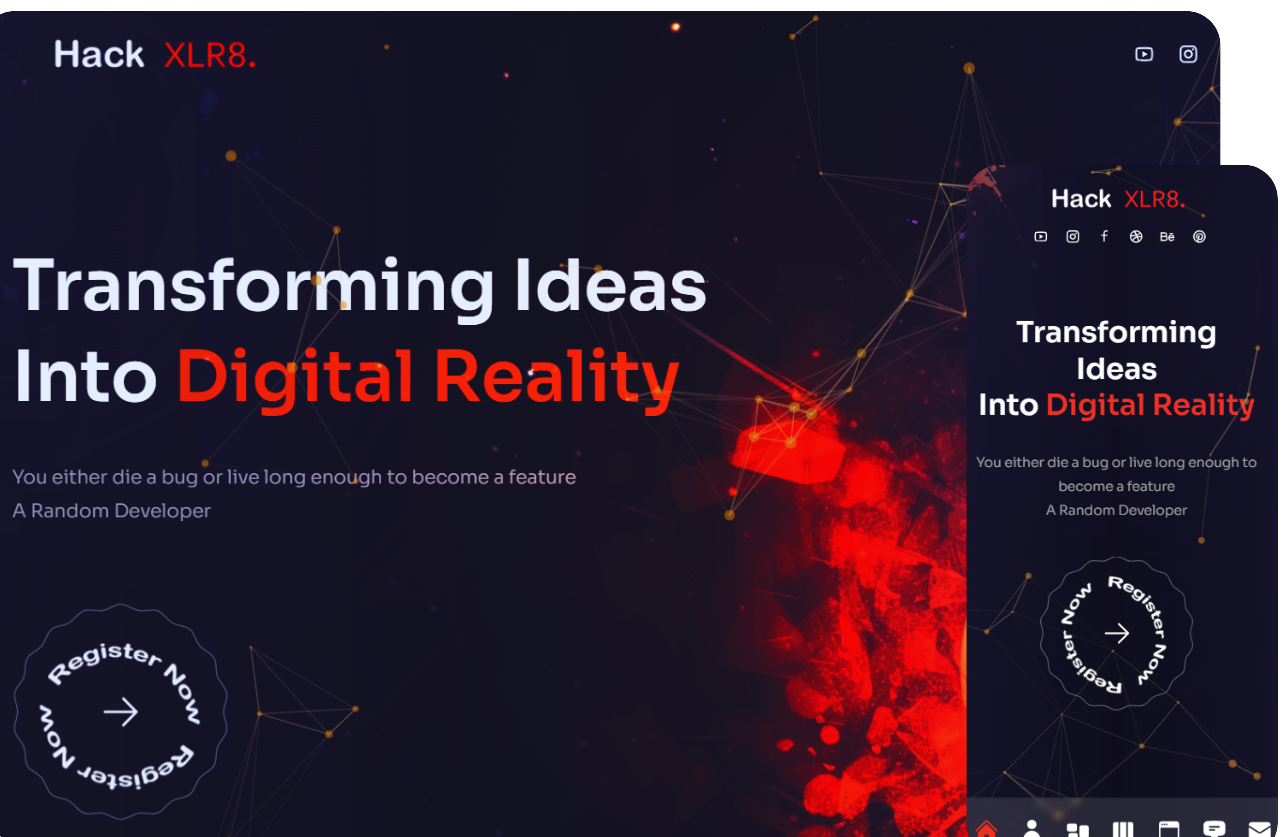 Hack XLR8.
Transforming Ideas
Into Digital Reality
You either die a bug or live long enough to become a feature
A Random Developer
Register Now Register Now
Hack XLR8.
Bē
Transforming
Ideas
Into Digital Reality
You either die a bug or live long enough to
become a feature
A Random Developer
Register Now Register Now